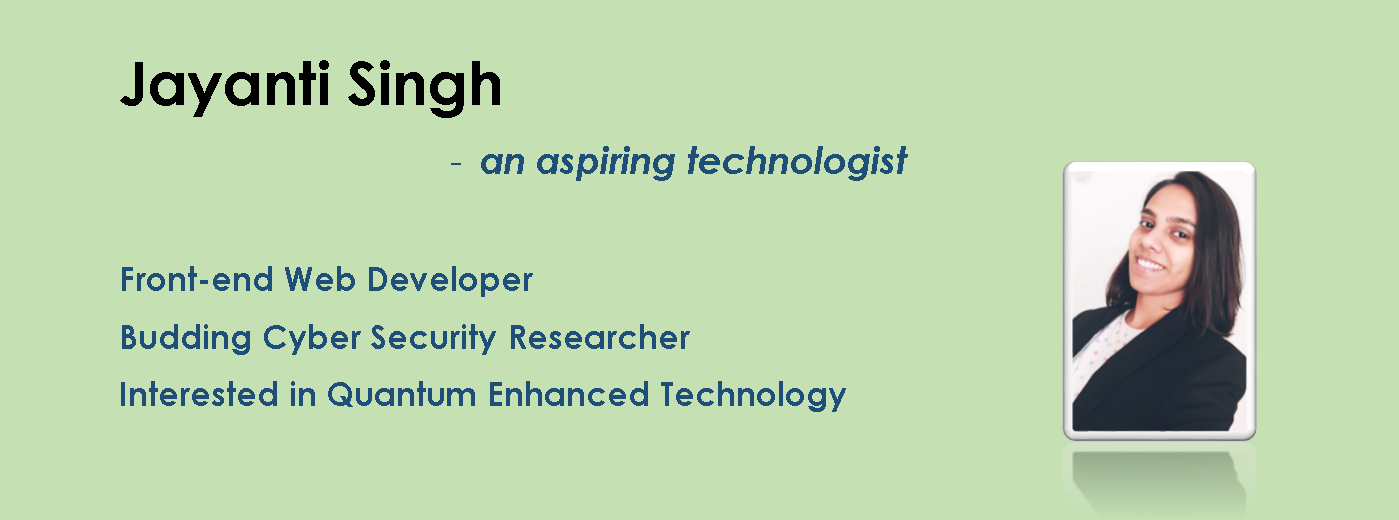 Jayanti Singh
- an aspiring technologist
Front-end Web Developer
Budding Cyber Security Researcher
Interested in Quantum Enhanced Technology